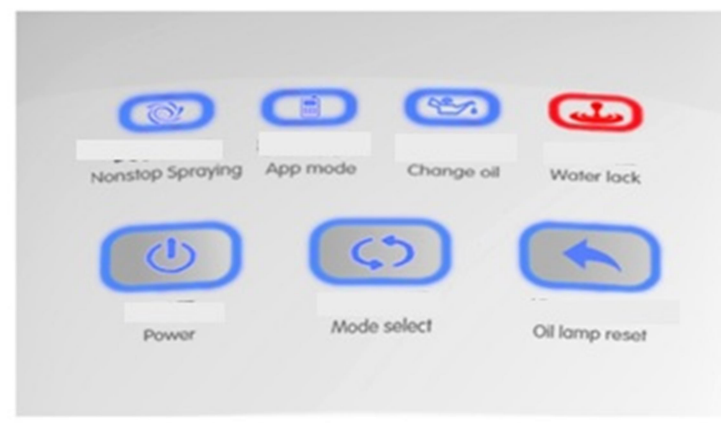 Nonstop Spraying
App mode
Change oil
Water lack
Power
Mode select
Oil lamp reset